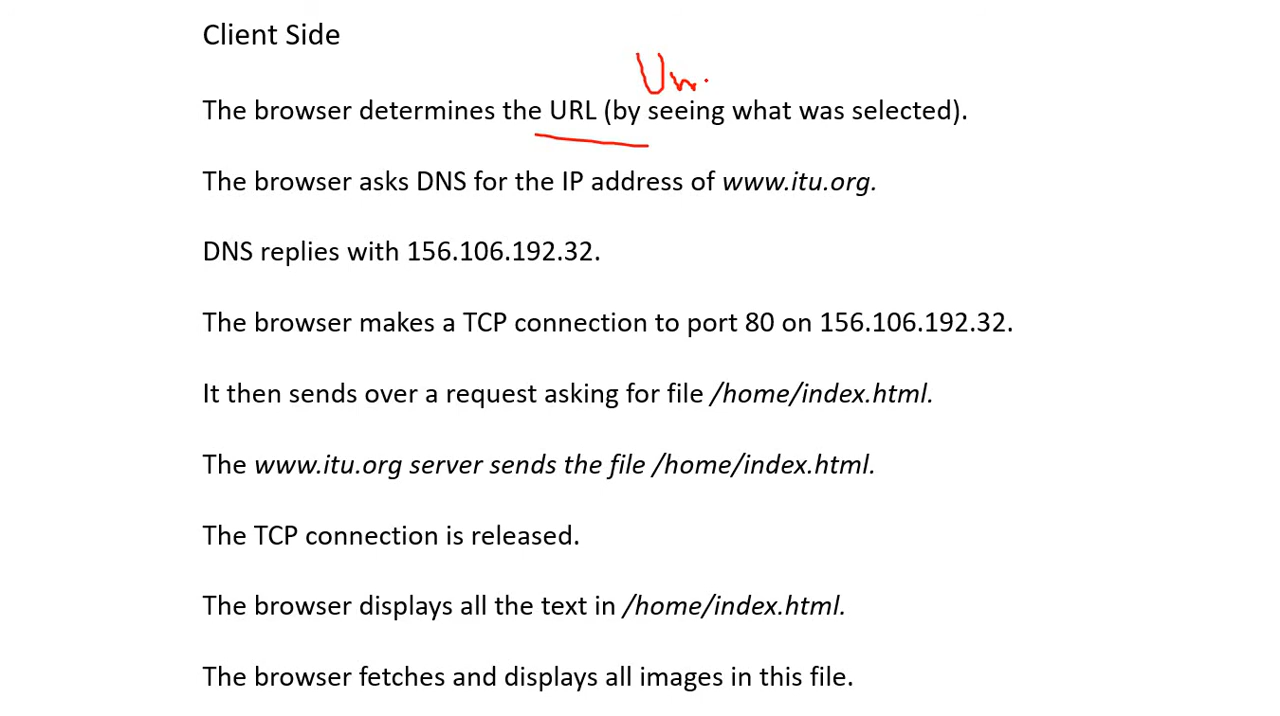 Client Side
The browser determines the URL (by seeing what was selected).
The browser asks DNS for the IP address of www.itu.org.
DNS replies with 156.106.192.32.
The browser makes a TCP connection to port 80 on 156.106.192.32.
It then sends over a request asking for file /home/index.html.
The www.itu.org server sends the file /home/index.html.
The TCP connection is released.
The browser displays all the text in /home/index.html.
The browser fetches and displays all images in this file.